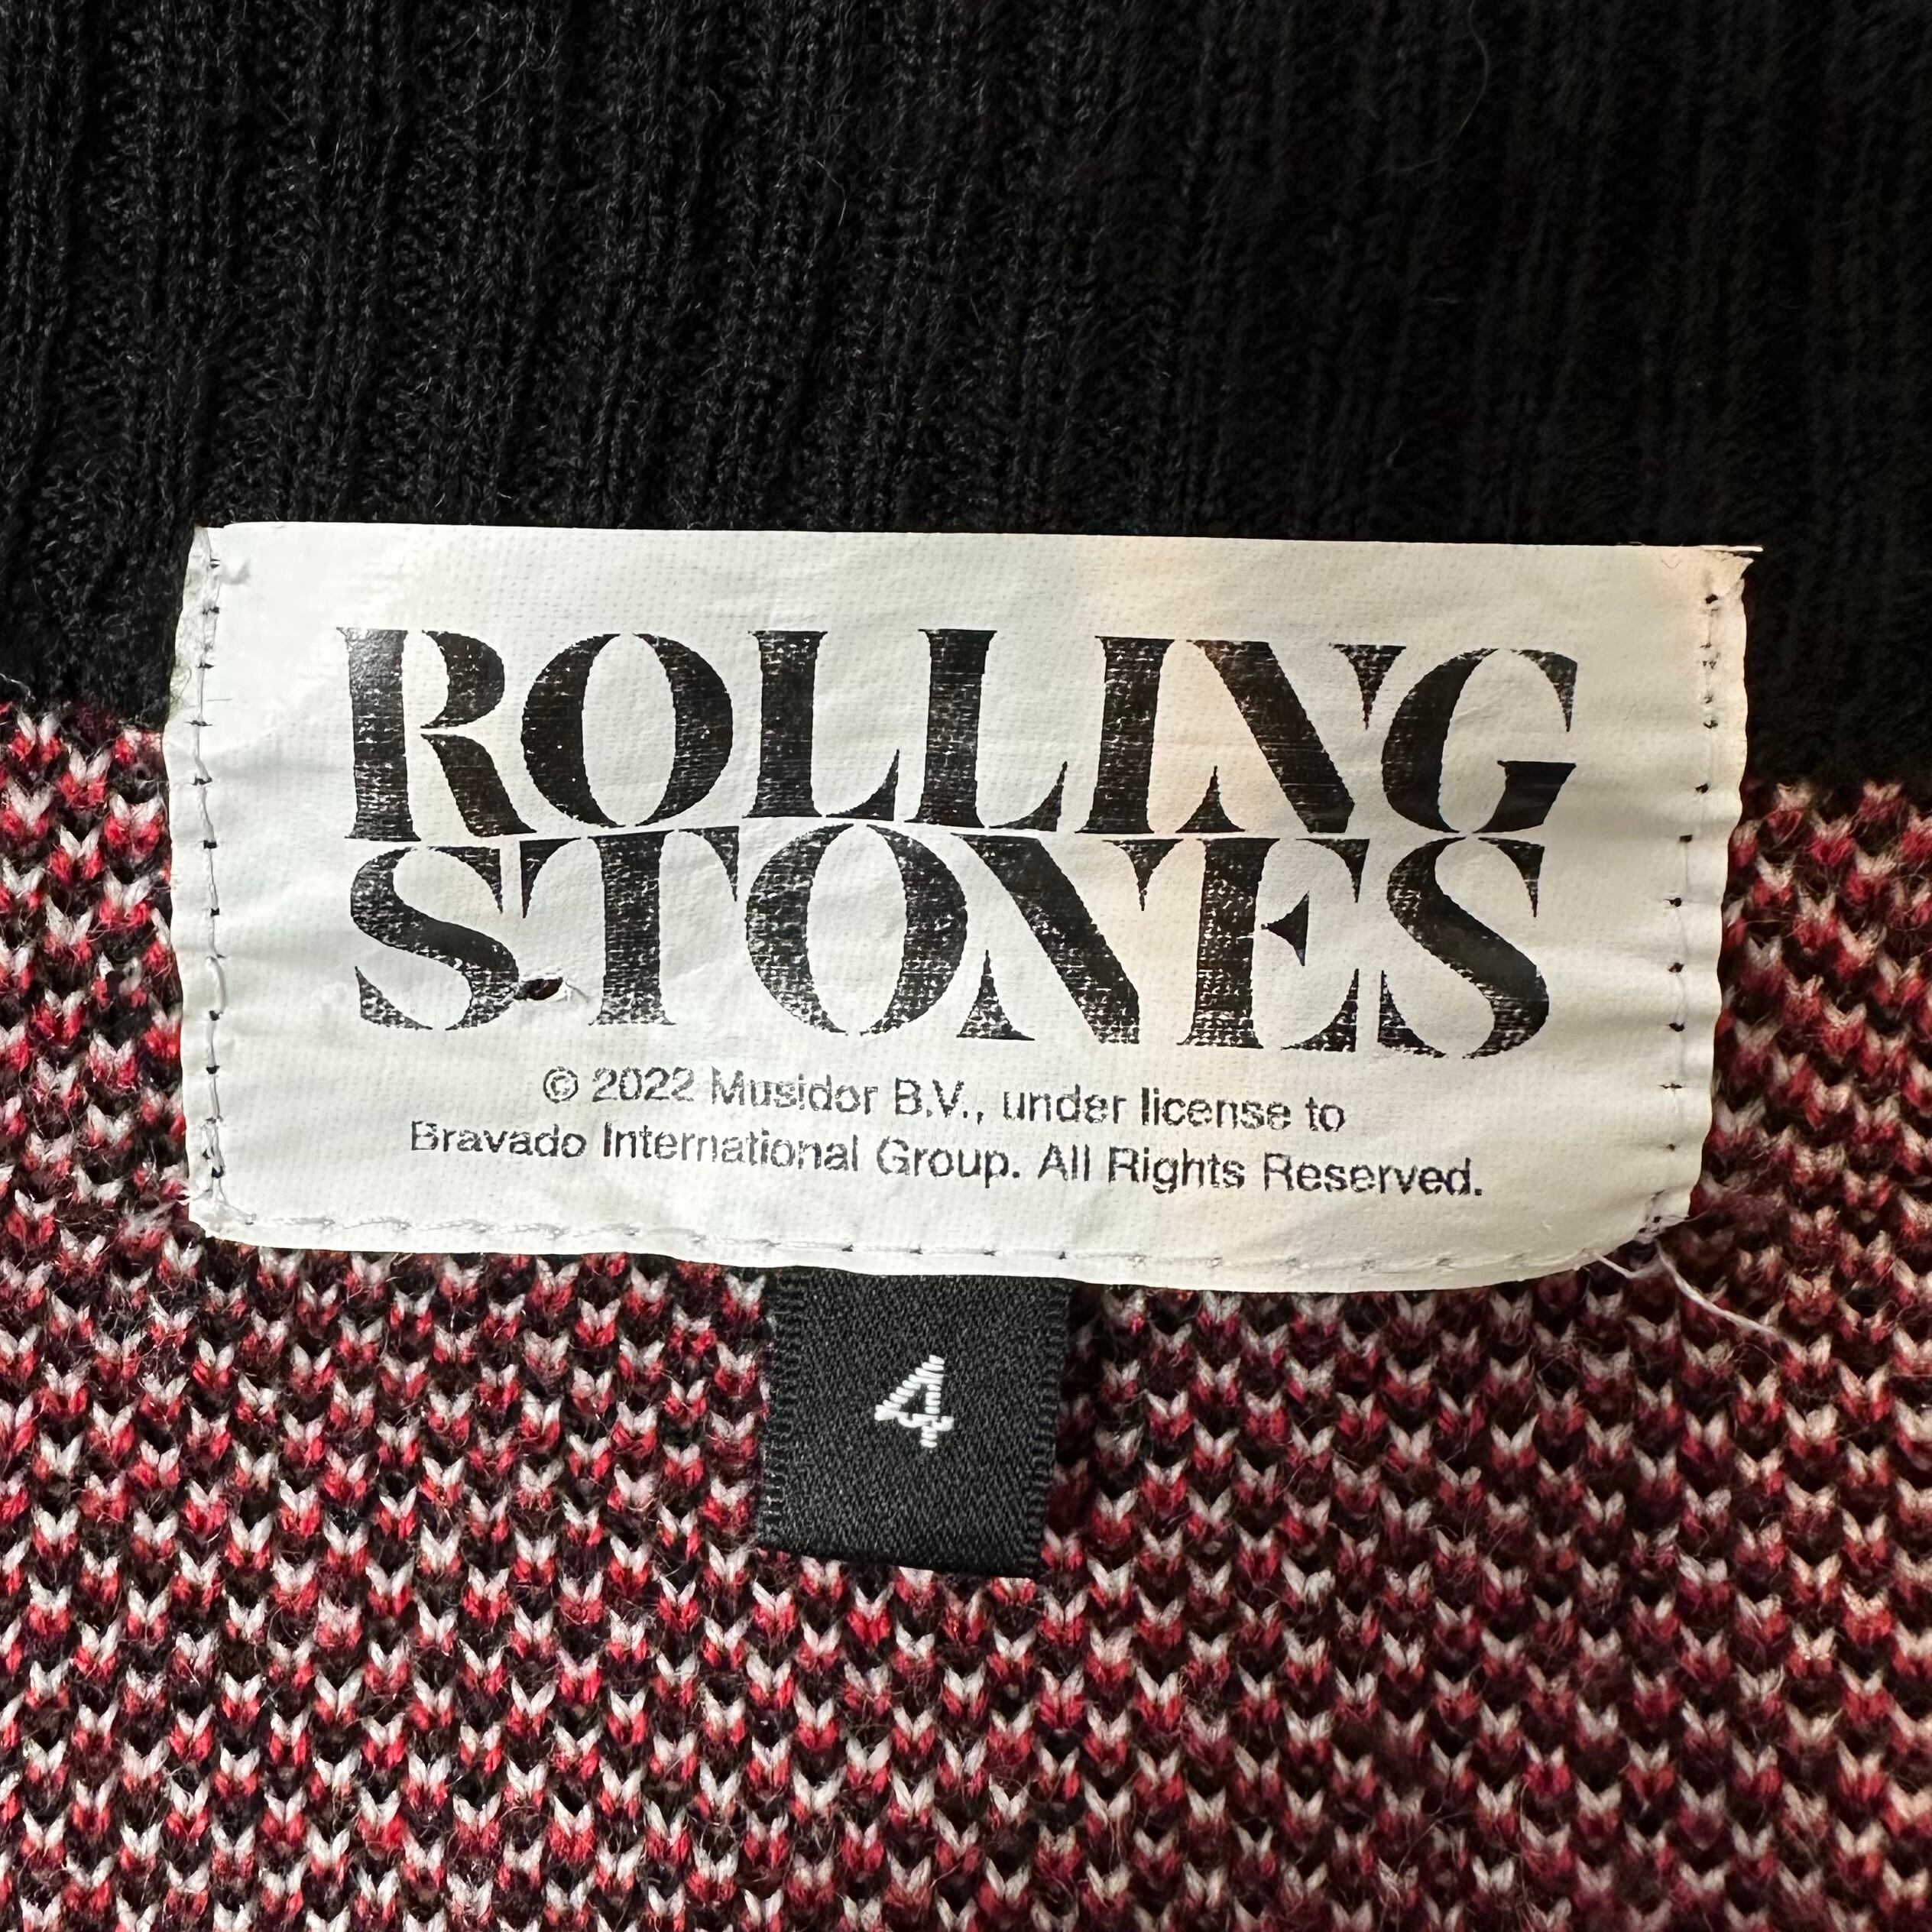 ROLLING
STONES
© 2022 Musidor B.V., under license to
Bravado International Group. All Rights Reserved.
4